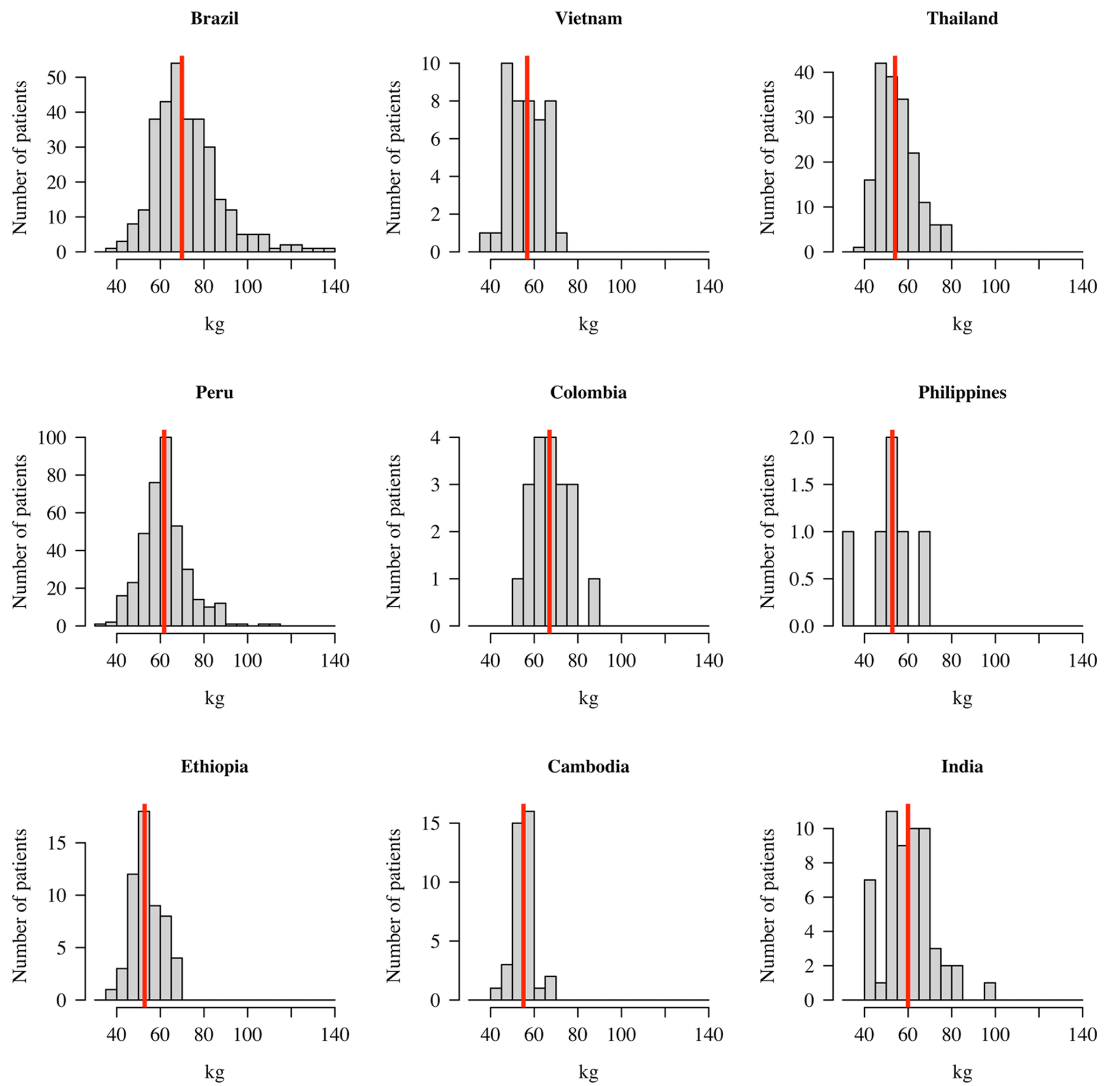 Brazil
Number of patients
50
40
30
20
10
0
40 60 80 100 140
kg
Vietnam
Number of patients
10
8
6
4
2
0
40 60 80 100 140
kg
Thailand
Number of patients
40
30
20
10
0
40 60 80 100 140
kg
Peru
Number of patients
100
80
60
40
20
0
40 60 80 100 140
kg
Colombia
Number of patients
4
3
2
1
0
40 60 80 100 140
kg
Philippines
Number of patients
2.0
1.5
1.0
0.5
0.0
40 60 80 100 140
kg
Ethiopia
Number of patients
15
10
5
0
40 60 80 100 140
kg
Cambodia
Number of patients
15
10
5
0
40 60 80 100 140
kg
India
Number of patients
10
8
6
4
2
0
40 60 80 100 140
kg